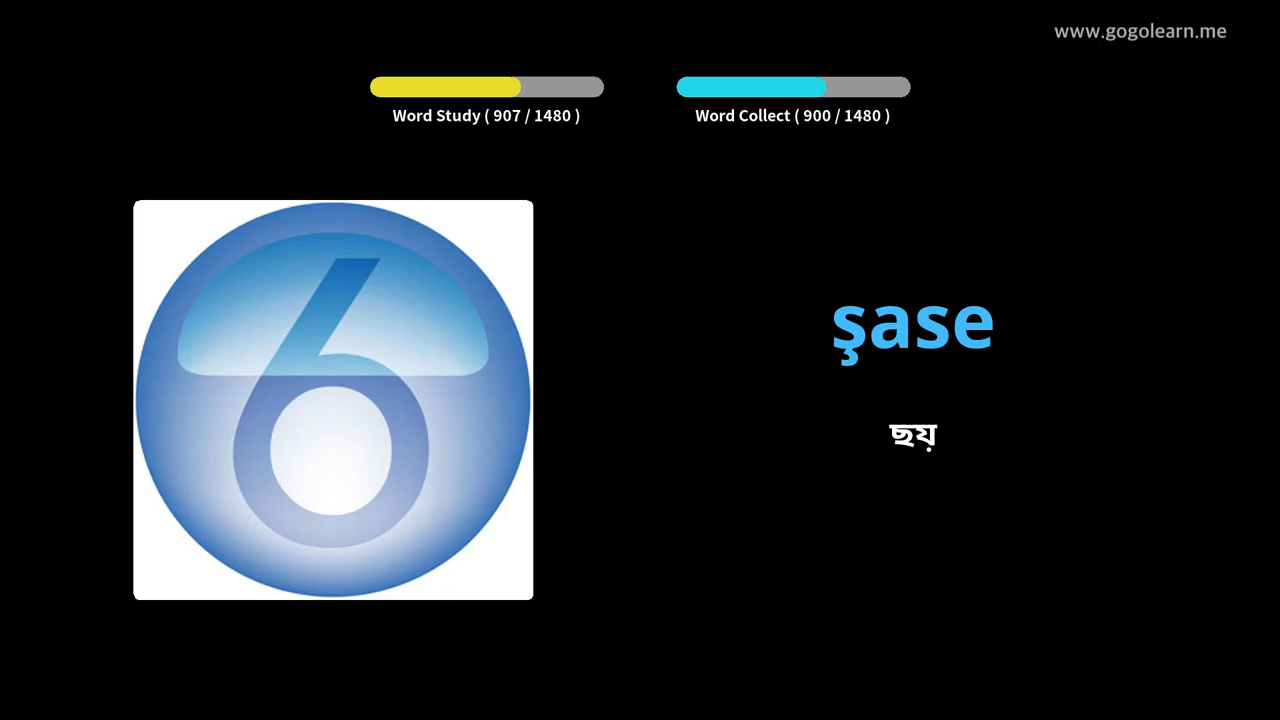 www.gogolearn.me
Word Study ( 907 / 1480 )
Word Collect ( 900 / 1480 )
6
şase
ছয়